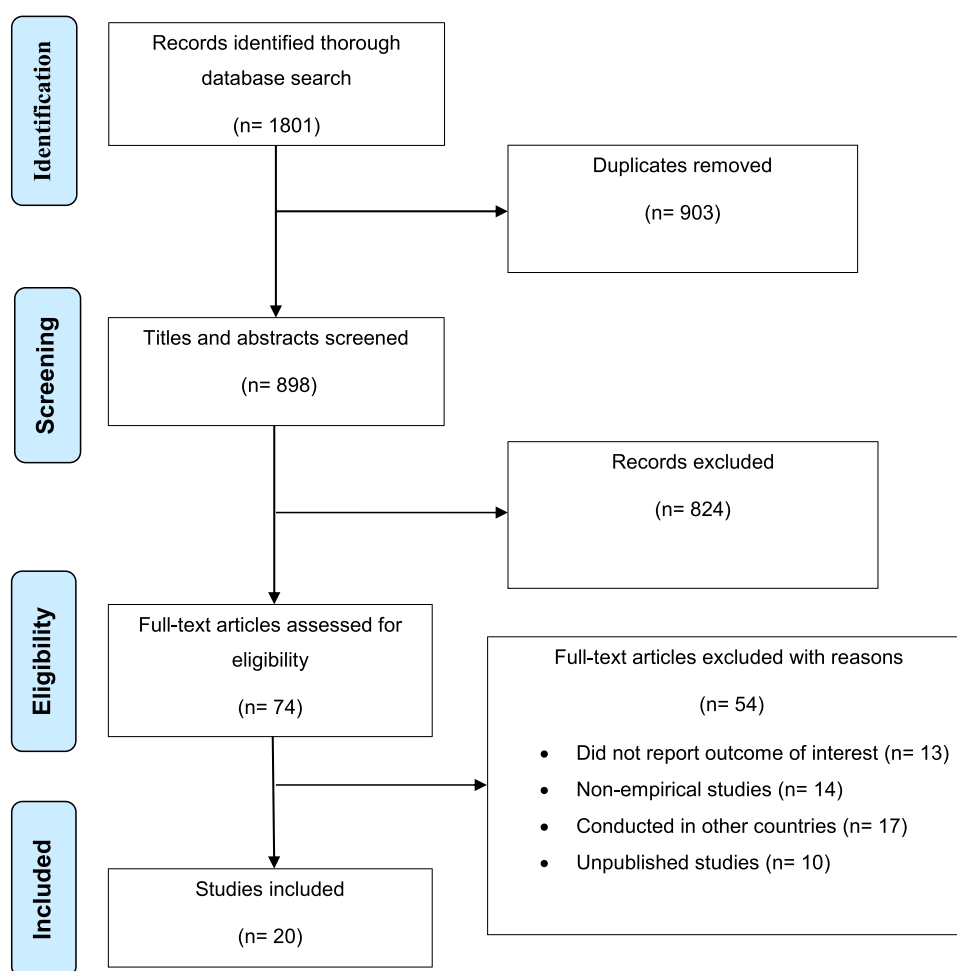 Identification
Records identified thorough
database search
(n= 1801)
Duplicates removed
(n= 903)
Screening
Titles and abstracts screened
(n= 898)
Records excluded
(n= 824)
Eligibility
Full-text articles assessed for
eligibility
(n= 74)
Full-text articles excluded with reasons
(n= 54)
• Did not report outcome of interest (n= 13)
• Non-empirical studies (n= 14)
• Conducted in other countries (n= 17)
• Unpublished studies (n= 10)
Included
Studies included
(n= 20)